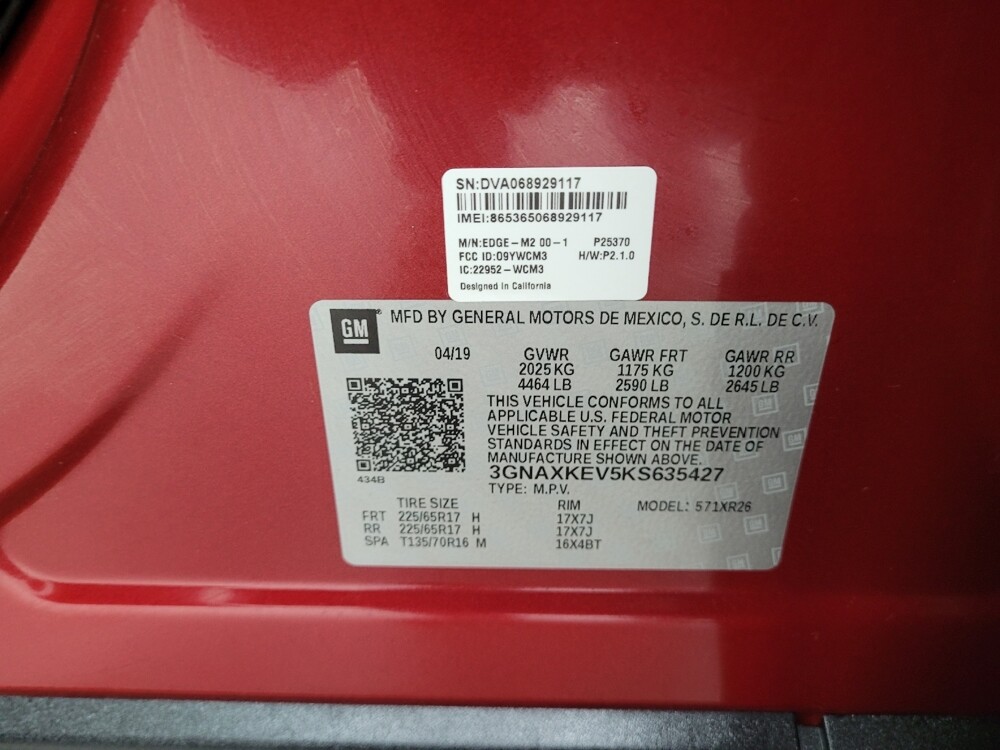 SN:DVA068929117
IMEI:865365068929117
M/N:EDGE-M2 00-1 P25370
FCC ID:O9YWCM3 H/W:P2.1.0
IC:22952-WCM3
Designed in California
GM® MFD BY GENERAL MOTORS DE MEXICO, S. DE R.L. DE C.V.
04/19 GVWR GAWR FRT GAWR RR
2025 KG 1175 KG 1200 KG
4464 LB 2590 LB 2645 LB
THIS VEHICLE CONFORMS TO ALL
APPLICABLE U.S. FEDERAL MOTOR
VEHICLE SAFETY AND THEFT PREVENTION
STANDARDS IN EFFECT ON THE DATE OF
MANUFACTURE SHOWN ABOVE.
434B
3GNAXKEV5KS635427
TYPE: M.P.V.
TIRE SIZE RIM MODEL: 571XR26
FRT 225/65R17 H 17X7J
RR 225/65R17 H 17X7J
SPA T135/70R16 M 16X4BT